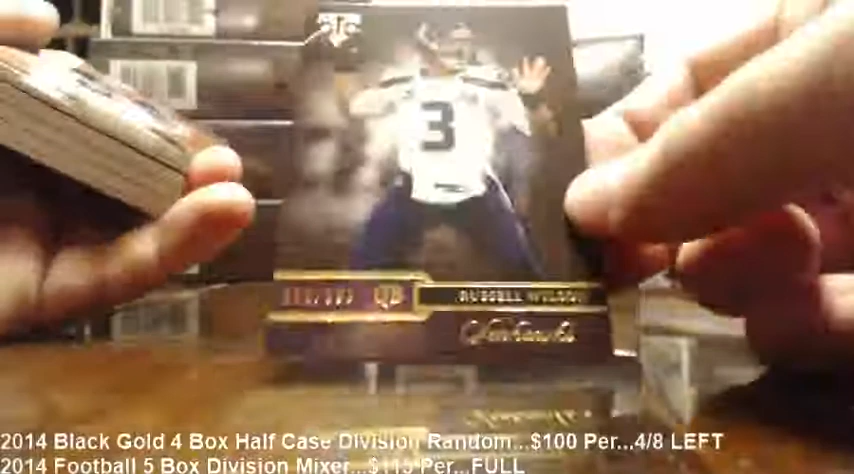 3
QB
RUSSELL WILSON
Seahawks
2014 Black Gold 4 Box Half Case Division Random...$100 Per...4/8 LEFT
2014 Football 5 Box Division Mixer...$115 Per...FULL